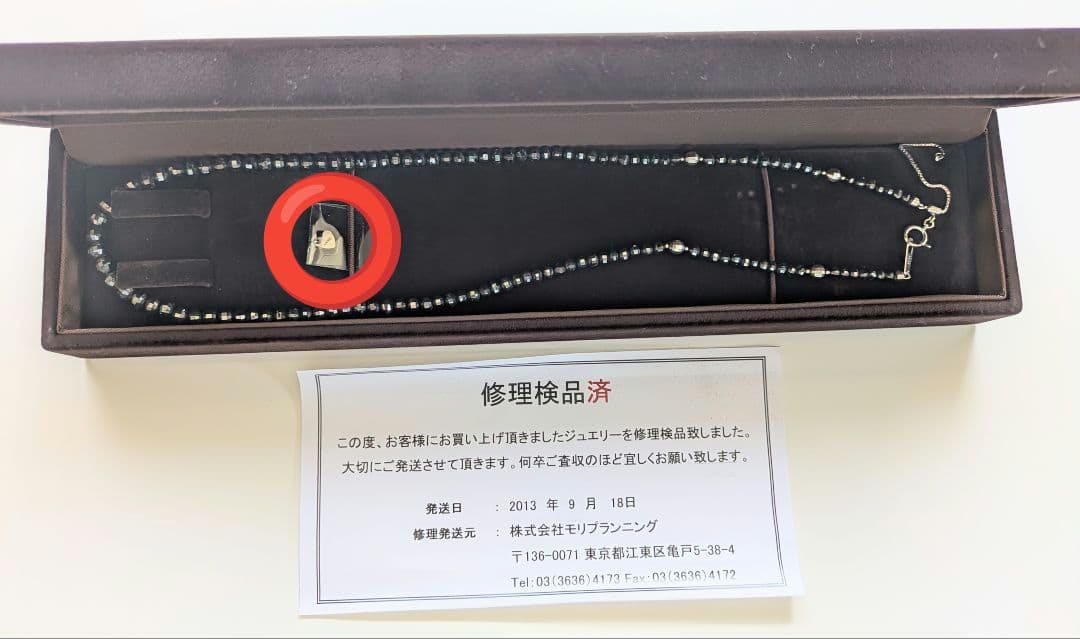 修理検品済
この度、お客様にお買い上げ頂きましたジュエリーを修理検品致しました。
大切にご発送させて頂きます。何卒ご査収のほど宜しくお願い致します。
発送日 : 2013 年 9 月 18日
修理発送元 : 株式会社モリプランニング
〒136-0071 東京都江東区亀戸5-38-4
Tel:03(3636)4173 Fax:03(3636)4172